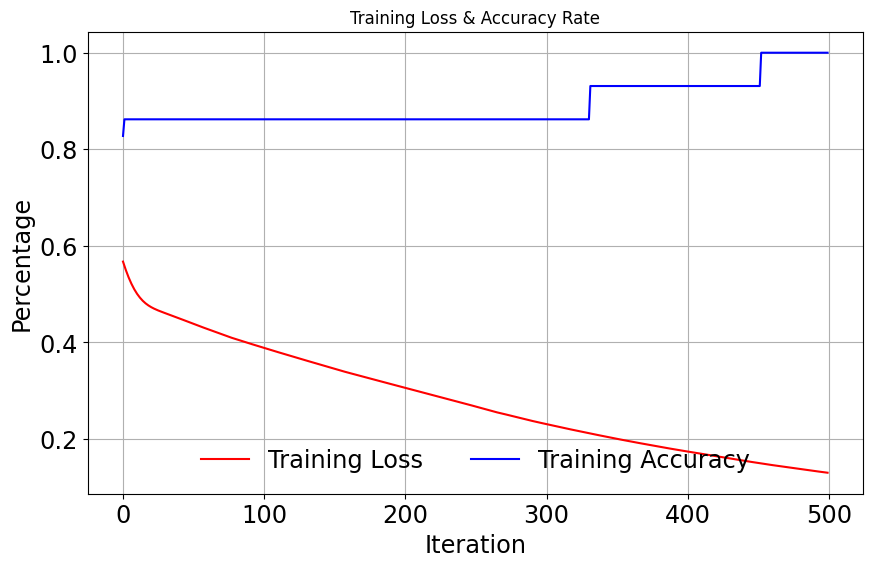 Training Loss & Accuracy Rate
1.0
0.8
0.6
0.4
0.2
Percentage
Training Loss
Training Accuracy
0 100 200 300 400 500
Iteration